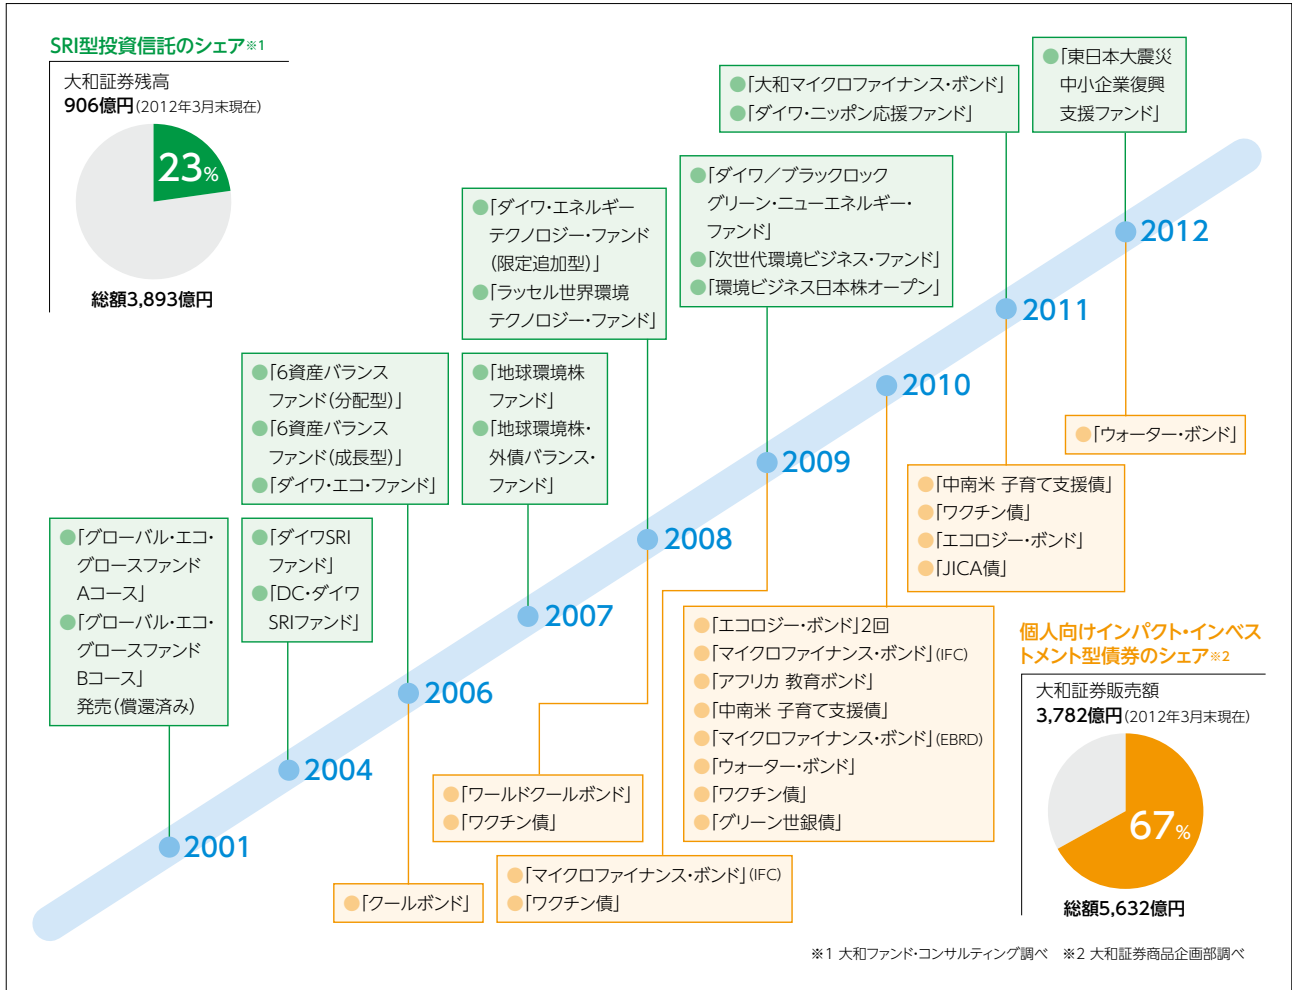 SRI型投資信託のシェア※1
大和証券残高
906億円(2012年3月末現在)
23%
総額3,893億円
●「グローバル・エコ・
グロースファンド
Aコース」
●「グローバル・エコ・
グロースファンド
Bコース」
発売(償還済み)
2001
●「ダイワSRI
ファンド」
●「DC・ダイワ
SRIファンド」
2004
●「6資産バランス
ファンド(分配型)」
●「6資産バランス
ファンド(成長型)」
●「ダイワ・エコ・ファンド」
2006
●「クールボンド」
●「地球環境株
ファンド」
●「地球環境株・
外債バランス・
ファンド」
2007
●「ダイワ・エネルギー
テクノロジー・ファンド
(限定追加型)」
●「ラッセル世界環境
テクノロジー・ファンド」
2008
●「ワールドクールボンド」
●「ワクチン債」
●「ダイワ／ブラックロック
グリーン・ニューエネルギー・
ファンド」
●「次世代環境ビジネス・ファンド」
●「環境ビジネス日本株オープン」
2009
●「マイクロファイナンス・ボンド」(IFC)
●「ワクチン債」
2010
●「エコロジー・ボンド」2回
●「マイクロファイナンス・ボンド」(IFC)
●「アフリカ 教育ボンド」
●「中南米 子育て支援債」
●「マイクロファイナンス・ボンド」(EBRD)
●「ウォーター・ボンド」
●「ワクチン債」
●「グリーン世銀債」
●「大和マイクロファイナンス・ボンド」
●「ダイワ・ニッポン応援ファンド」
2011
●「中南米 子育て支援債」
●「ワクチン債」
●「エコロジー・ボンド」
●「JICA債」
●「東日本大震災
中小企業復興
支援ファンド」
2012
●「ウォーター・ボンド」
個人向けインパクト・インベス
トメント型債券のシェア※2
大和証券販売額
3,782億円(2012年3月末現在)
67%
総額5,632億円
※1 大和ファンド・コンサルティング調べ　※2 大和証券商品企画部調べ